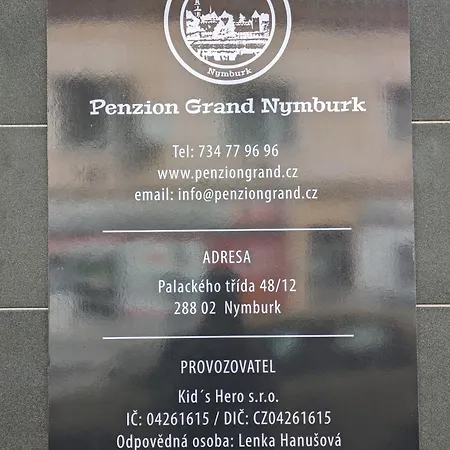 Nymburk
Penzion Grand Nymburk
Tel: 734 77 96 96
www.penziongrand.cz
email: info@penziongrand.cz
ADRESA
Palackého třída 48/12
288 02 Nymburk
PROVOZOVATEL
Kid´s Hero s.r.o.
IČ: 04261615 / DIČ: CZ04261615
Odpovědná osoba: Lenka Hanušová